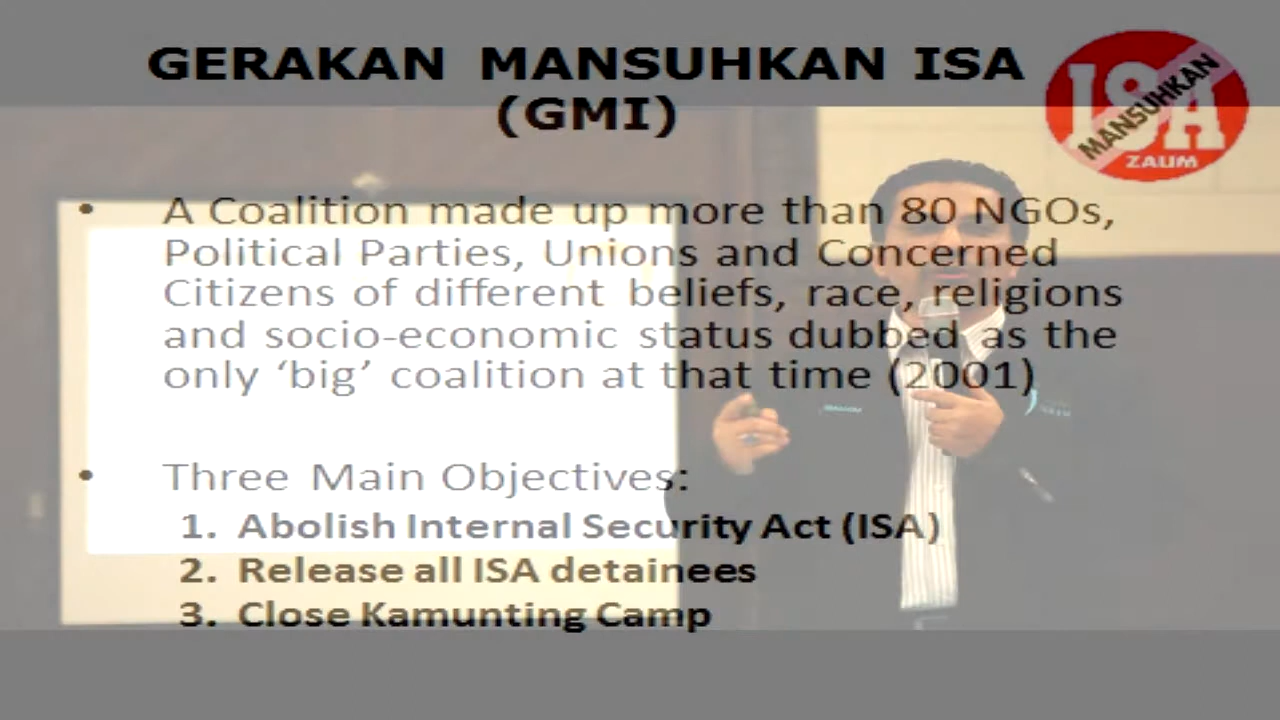 GERAKAN MANSUHKAN ISA
(GMI)
ISA
MANSUHKAN
ZAUM
• A Coalition made up more than 80 NGOs,
Political Parties, Unions and Concerned
Citizens of different beliefs, race, religions
and socio-economic status dubbed as the
only ‘big’ coalition at that time (2001)
• Three Main Objectives:
1. Abolish Internal Security Act (ISA)
2. Release all ISA detainees
3. Close Kamunting Camp